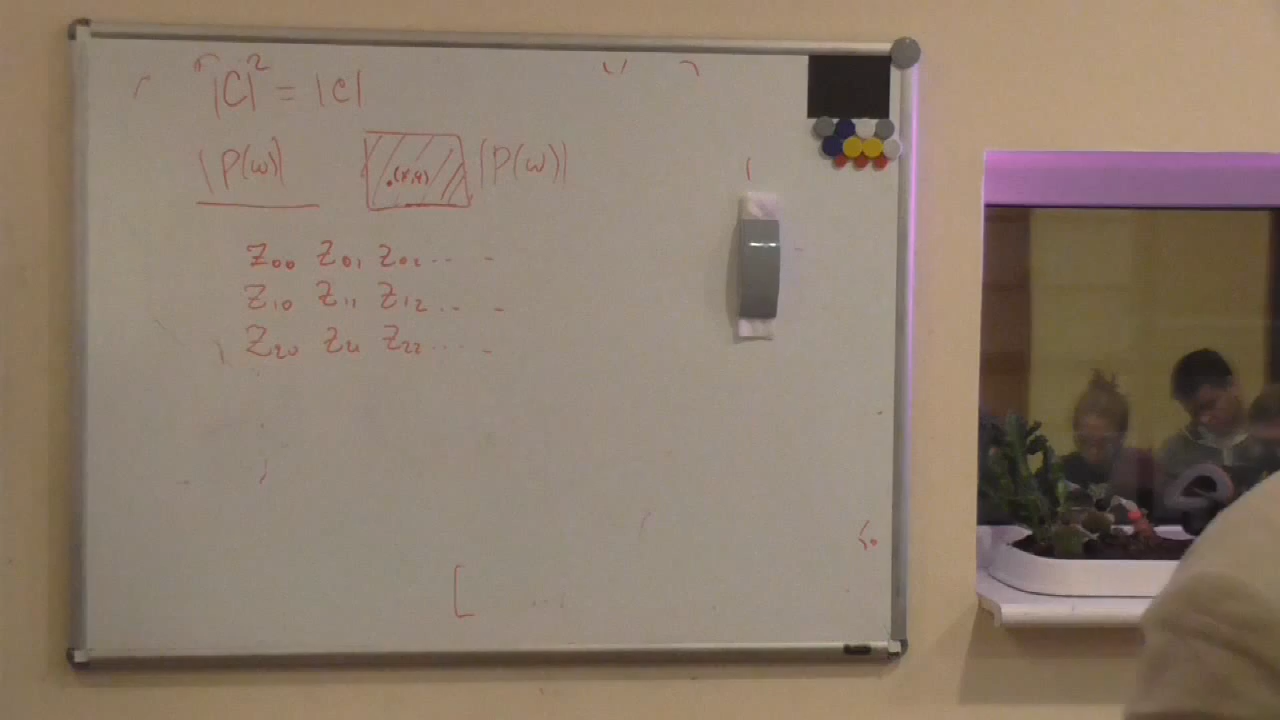 |C|² = |C|
|P(ω)| (x,y) |P(ω)|
Z₀₀ Z₀₁ Z₀₂ ... -
Z₁₀ Z₁₁ Z₁₂ ... -
Z₂₀ Z₂₁ Z₂₂ ... -
[